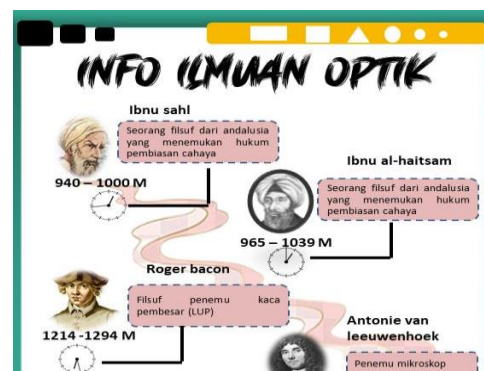 INFO ILMUAN OPTIK
Ibnu sahl
Seorang filsuf dari andalusia
yang menemukan hukum
pembiasan cahaya
940 – 1000 M
Ibnu al-haitsam
Seorang filsuf dari andalusia
yang menemukan hukum
pembiasan cahaya
965 – 1039 M
Roger bacon
Filsuf penemu kaca
pembesar (LUP)
1214 -1294 M
Antonie van
leeuwenhoek
Penemu mikroskop